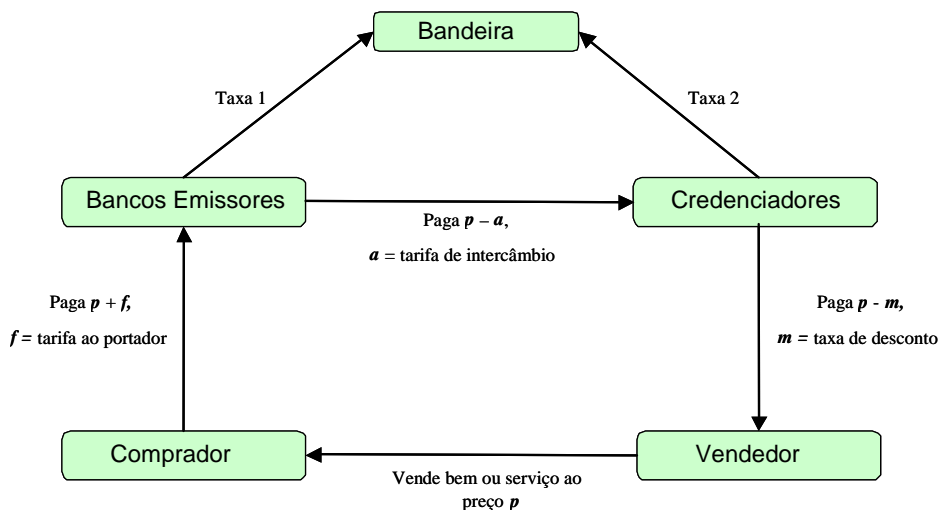 Bandeira
Taxa 1
Taxa 2
Bancos Emissores
Credenciadores
Paga p – a,
a = tarifa de intercâmbio
Paga p + f,
f = tarifa ao portador
Paga p - m,
m = taxa de desconto
Comprador
Vendedor
Vende bem ou serviço ao
preço p